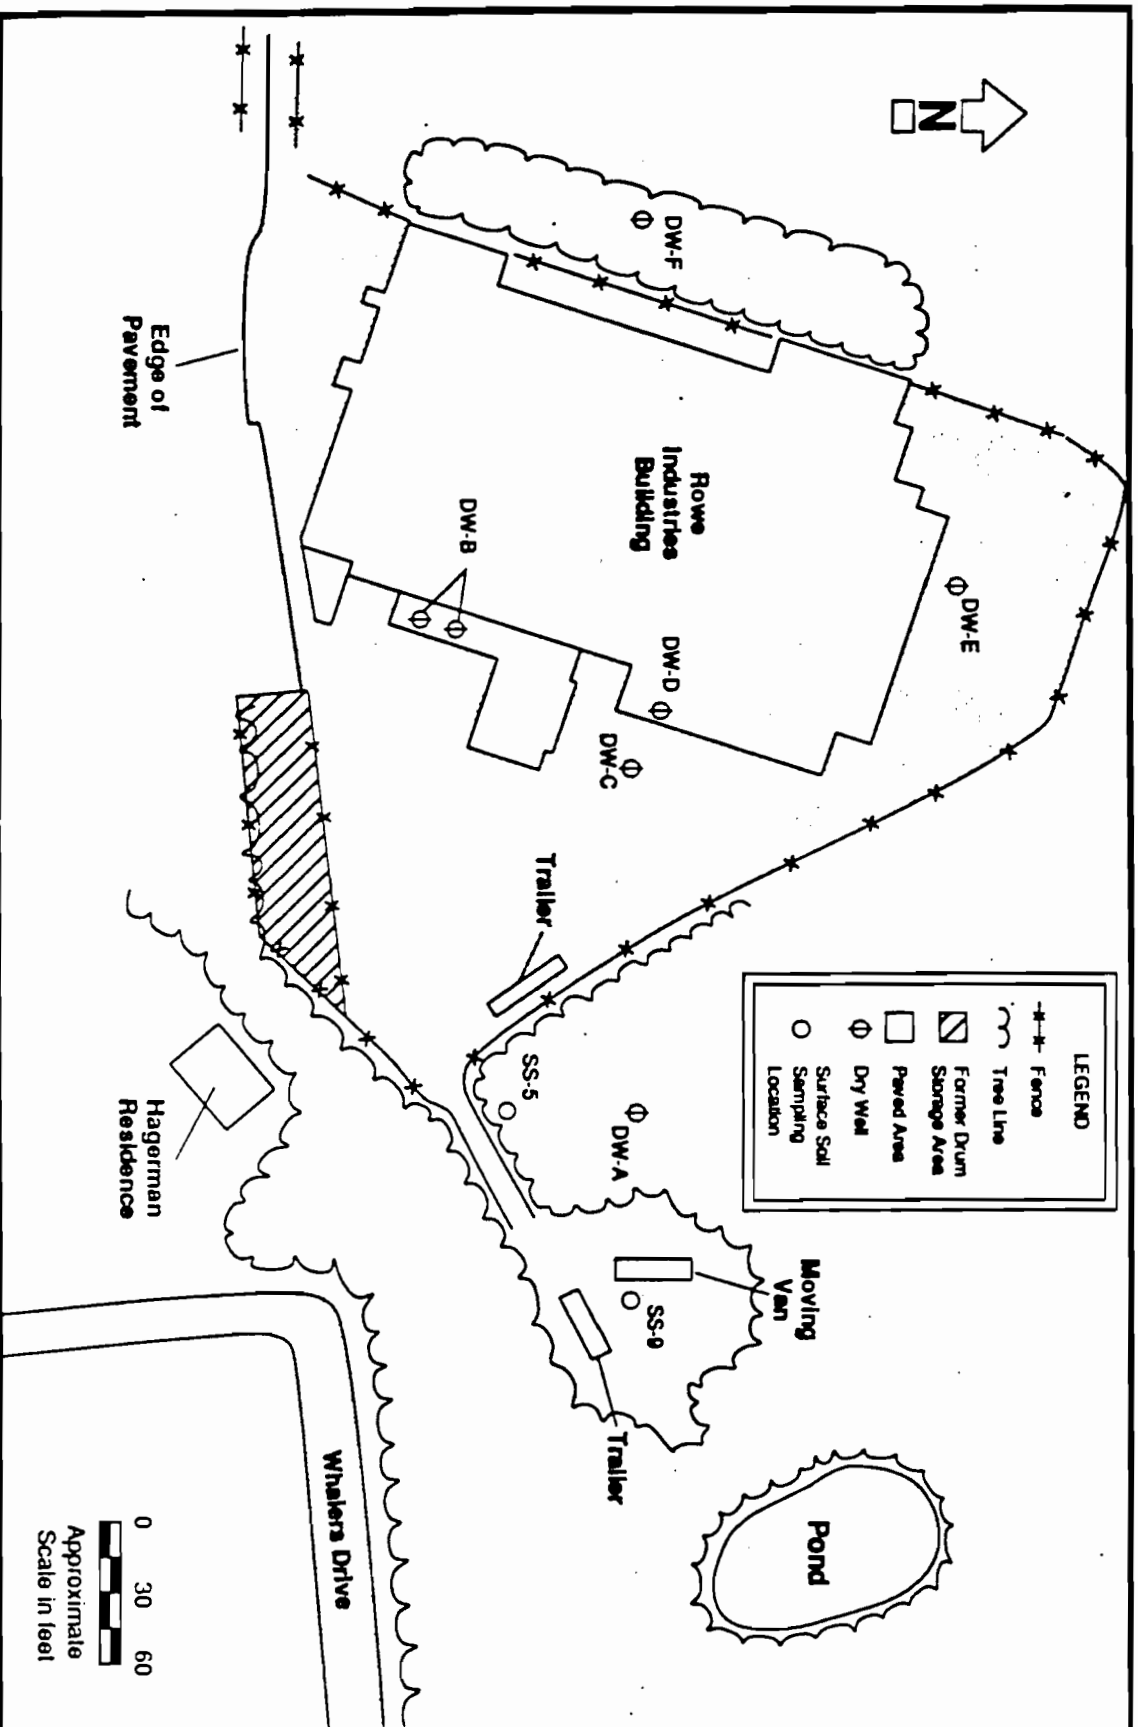 N
DW-F
Rowe
Industries
Building
DW-E
DW-B
DW-D
DW-C
Edge of
Pavement
Trailer
LEGEND
Fence
Tree Line
Former Drum
Storage Area
Paved Area
Dry Well
Surface Soil
Sampling
Location
SS-5
DW-A
Hagerman
Residence
Moving
Van
SS-9
Trailer
Pond
Whalers Drive
0 30 60
Approximate
Scale in feet